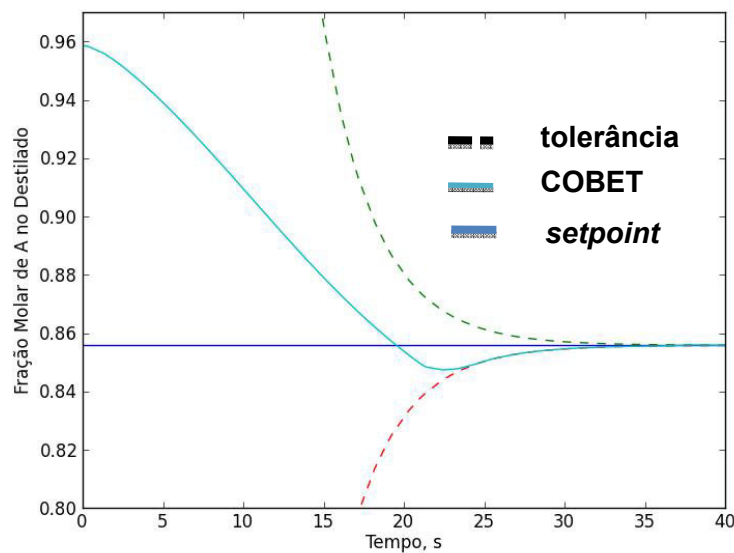 0.96
0.94
0.92
0.90
0.88
0.86
0.84
0.82
0.80
Fração Molar de A no Destilado
tolerância
COBET
setpoint
0 5 10 15 20 25 30 35 40
Tempo, s